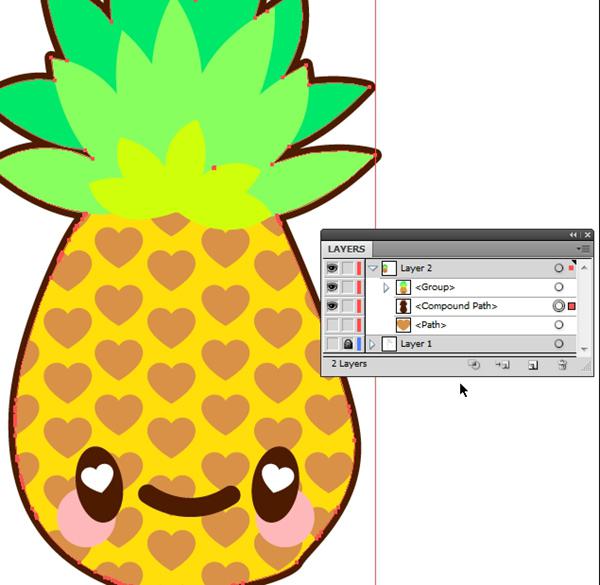 LAYERS
Layer 2
<Group>
<Compound Path>
<Path>
Layer 1
2 Layers